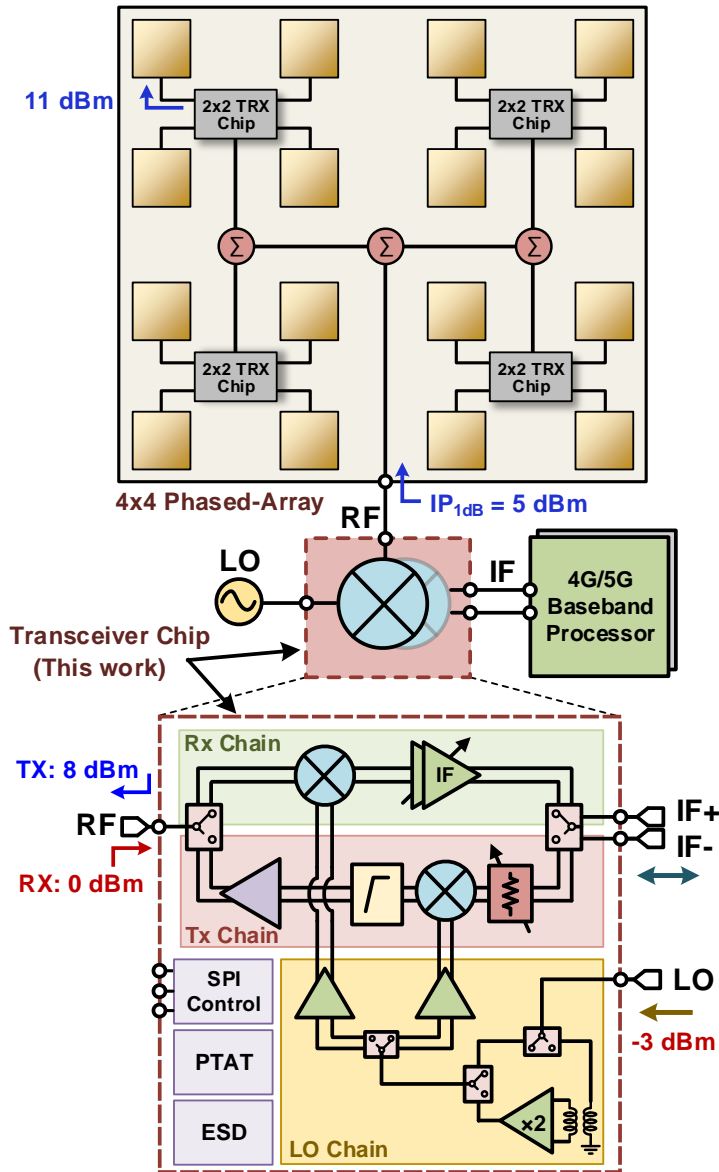 11 dBm
2x2 TRX
Chip
2x2 TRX
Chip
Σ
Σ
Σ
2x2 TRX
Chip
2x2 TRX
Chip
4x4 Phased-Array
IP1dB = 5 dBm
RF
LO
IF
4G/5G
Baseband
Processor
Transceiver Chip
(This work)
Rx Chain
TX: 8 dBm
IF
RF
IF+
IF-
RX: 0 dBm
Tx Chain
SPI
Control
LO
-3 dBm
PTAT
×2
ESD
LO Chain